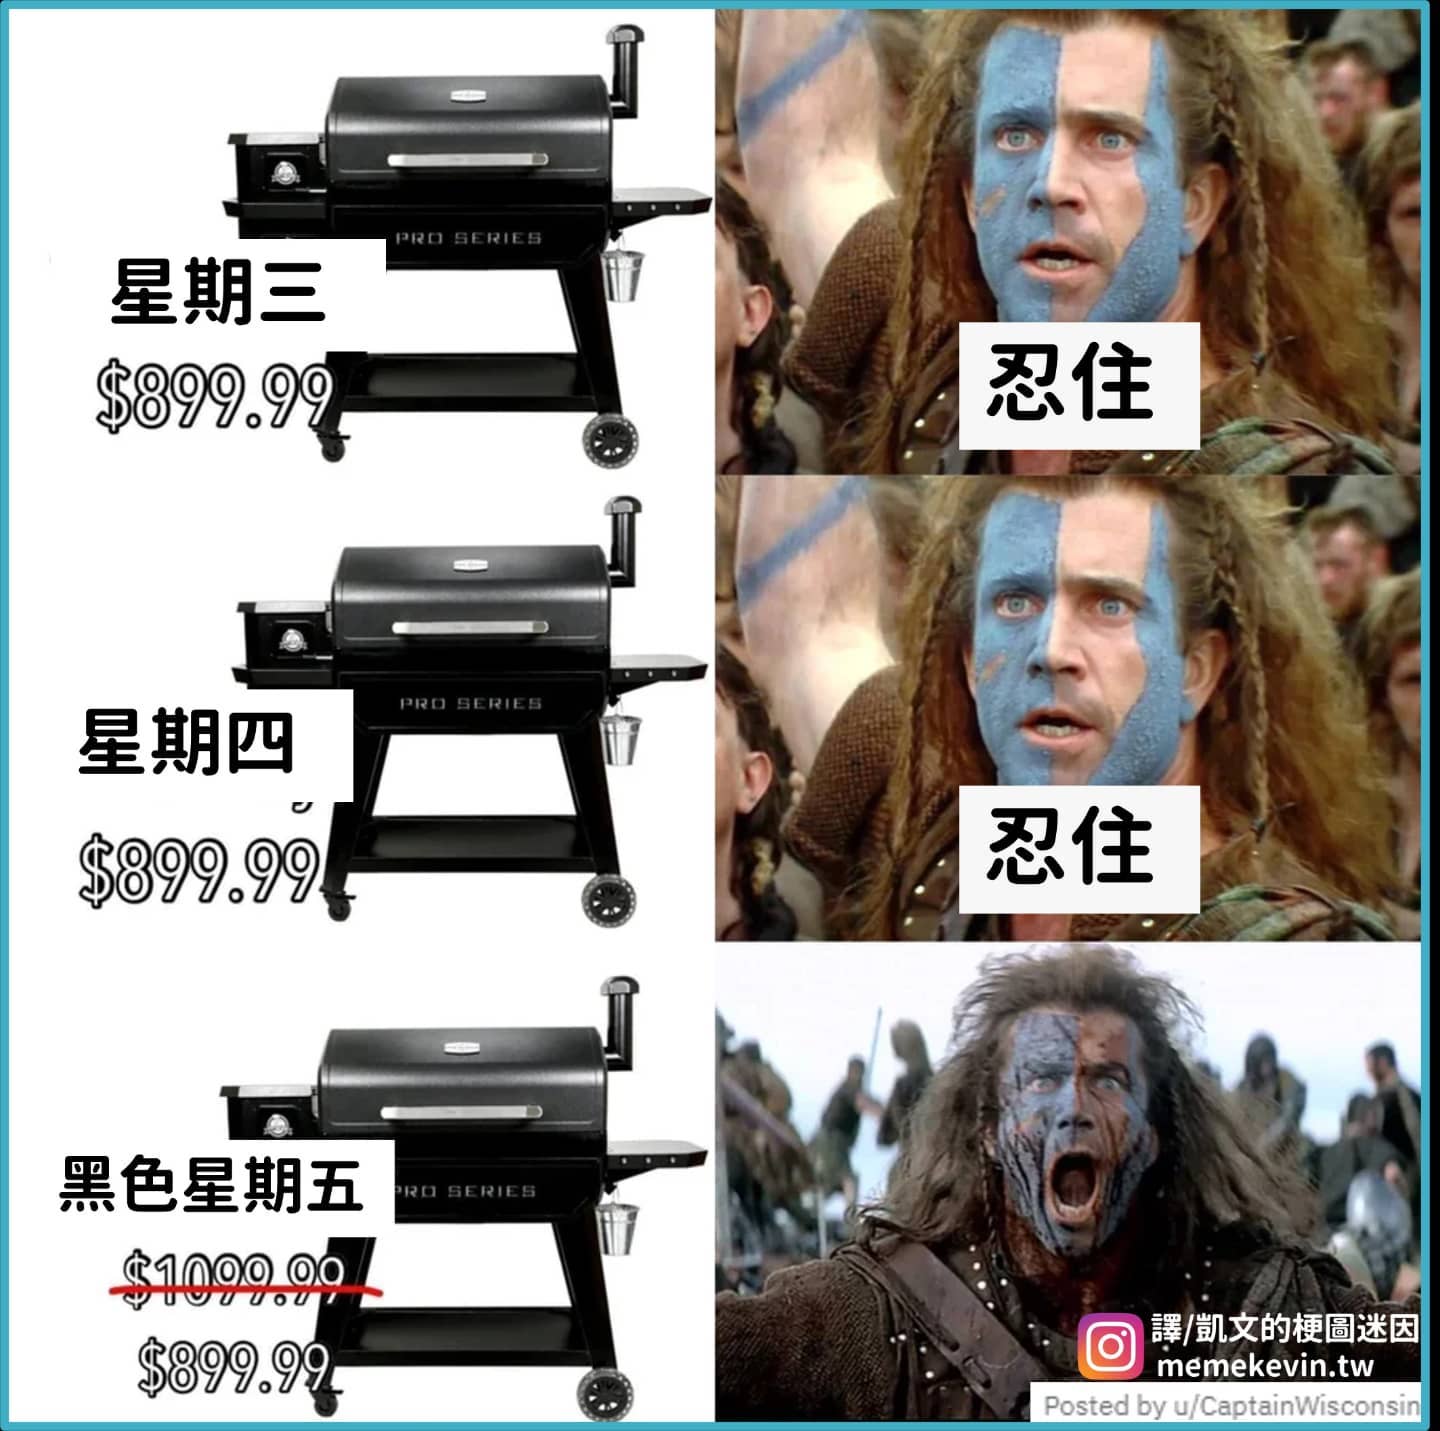 PRO SERIES
星期三
$899.99
忍住
PRO SERIES
星期四
$899.99
忍住
黑色星期五
PRO SERIES
$1099.99
$899.99
譯/凱文的梗圖迷因
memekevin.tw
Posted by u/CaptainWisconsin